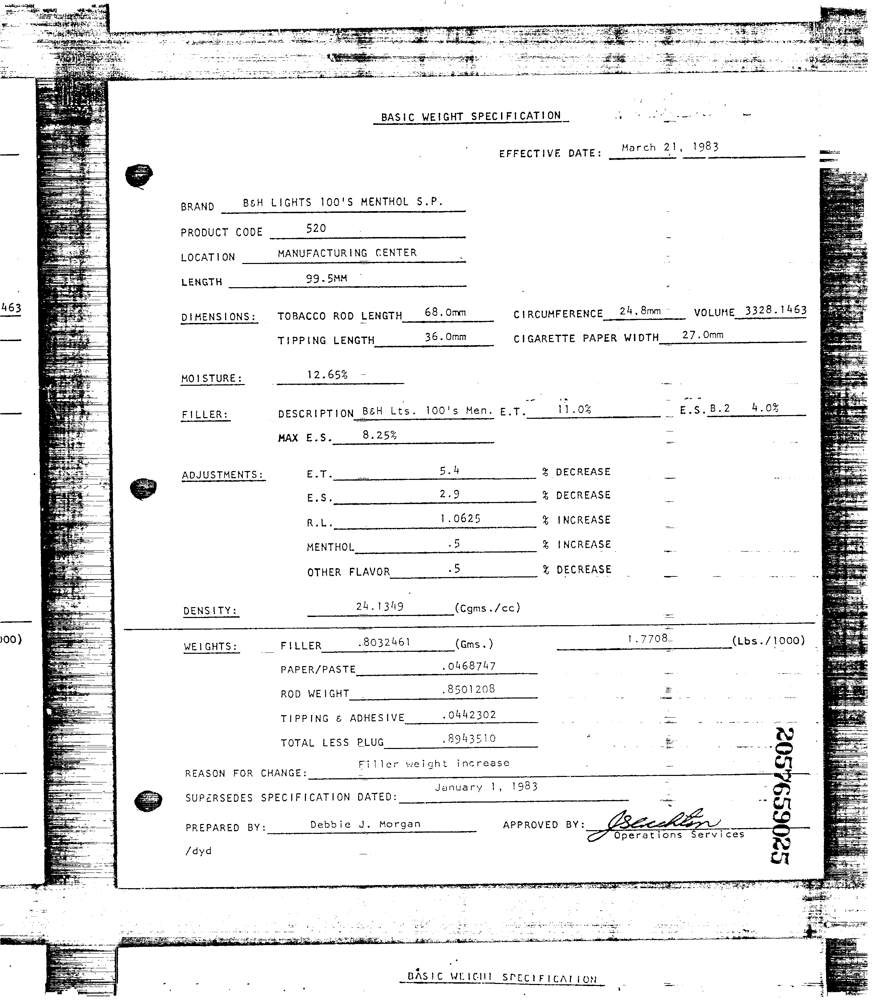 BASIC WEIGHT SPECIFICATION
EFFECTIVE DATE: March 21, 1983
BRAND B&H LIGHTS 100'S MENTHOL S.P.
PRODUCT CODE 520
LOCATION MANUFACTURING CENTER
LENGTH 99.5MM
463
DIMENSIONS: TOBACCO ROD LENGTH 68.0mm CIRCUMFERENCE 24.8mm VOLUME 3328.1463
TIPPING LENGTH 36.0mm CIGARETTE PAPER WIDTH 27.0mm
MOISTURE: 12.65%
FILLER: DESCRIPTION B&H Lts. 100's Men. E.T. 11.0% E.S. B.2 4.0%
MAX E.S. 8.25%
ADJUSTMENTS: E.T. 5.4 % DECREASE
E.S. 2.9 % DECREASE
R.L. 1.0625 % INCREASE
MENTHOL .5 % INCREASE
OTHER FLAVOR .5 % DECREASE
DENSITY: 24.1349 (Cgms./cc)
WEIGHTS: FILLER .8032461 (Gms.) 1.7708 (Lbs./1000)
PAPER/PASTE .0468747
ROD WEIGHT .8501208
TIPPING & ADHESIVE .0442302
TOTAL LESS PLUG .8943510
REASON FOR CHANGE: Filler weight increase
SUPERSEDES SPECIFICATION DATED: January 1, 1983
PREPARED BY: Debbie J. Morgan APPROVED BY:
Operations Services
/dyd
2057659025
BASIC WEIGHT SPECIFICATION